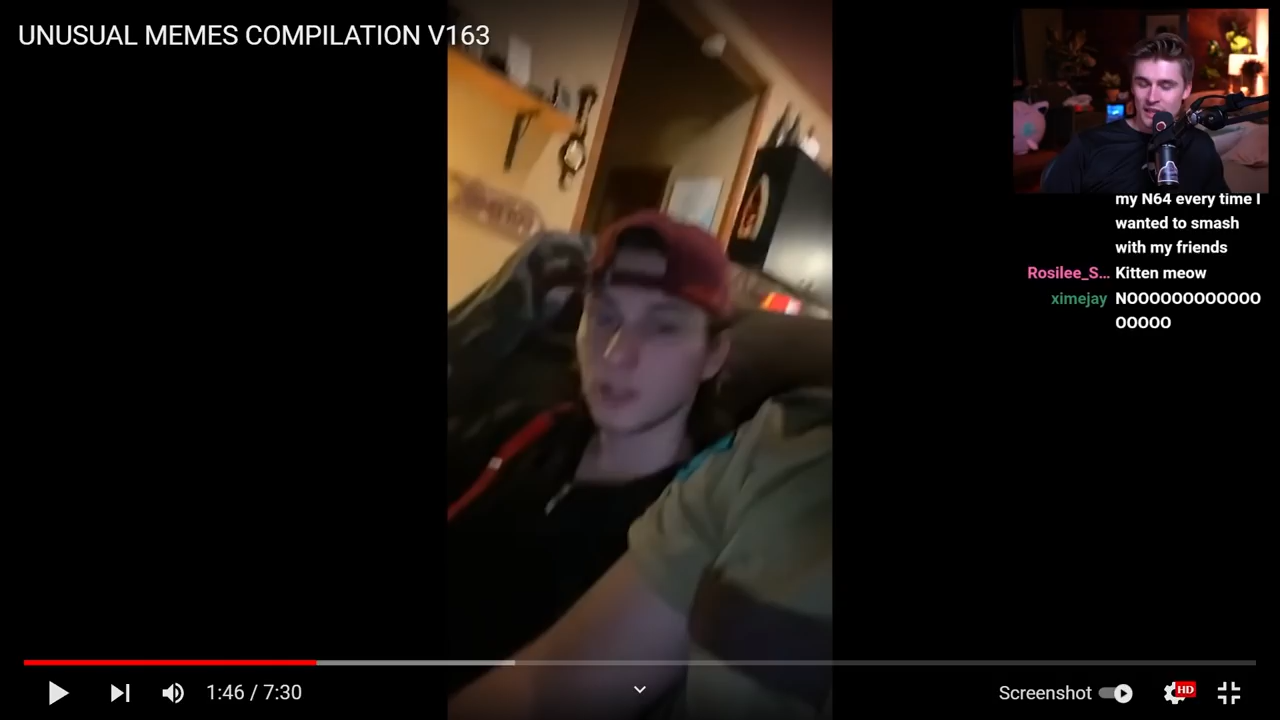 UNUSUAL MEMES COMPILATION V163
my N64 every time I
wanted to smash
with my friends
Rosilee_S... Kitten meow
ximejay NOOOOOOOOOOOO
OOOOO
1:46 / 7:30
Screenshot
HD